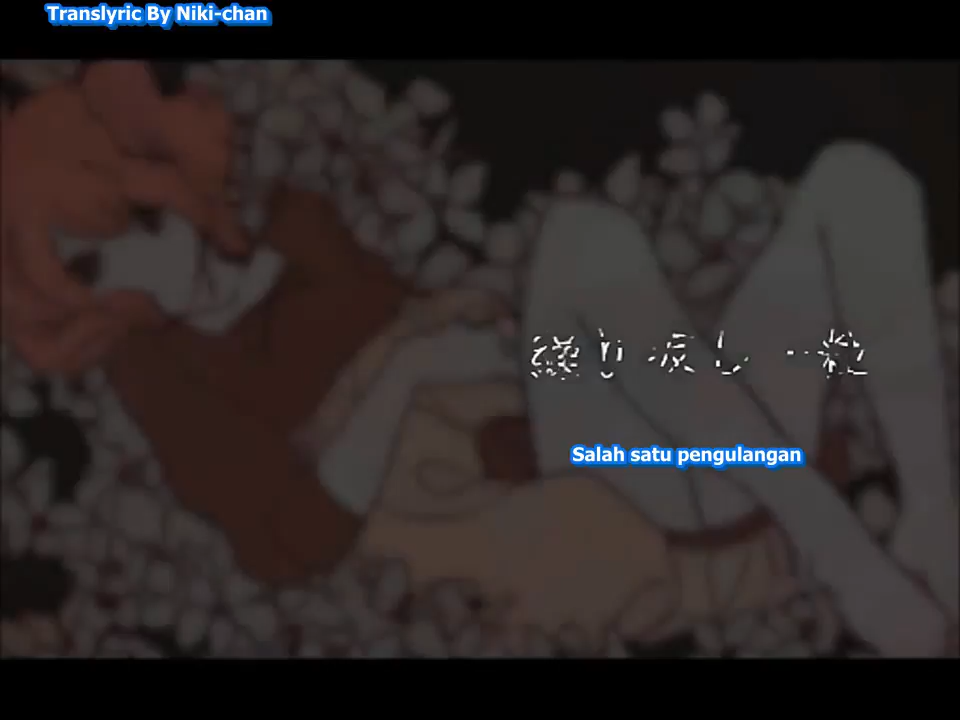 Translyric By Niki-chan
繰り返し一粒
Salah satu pengulangan